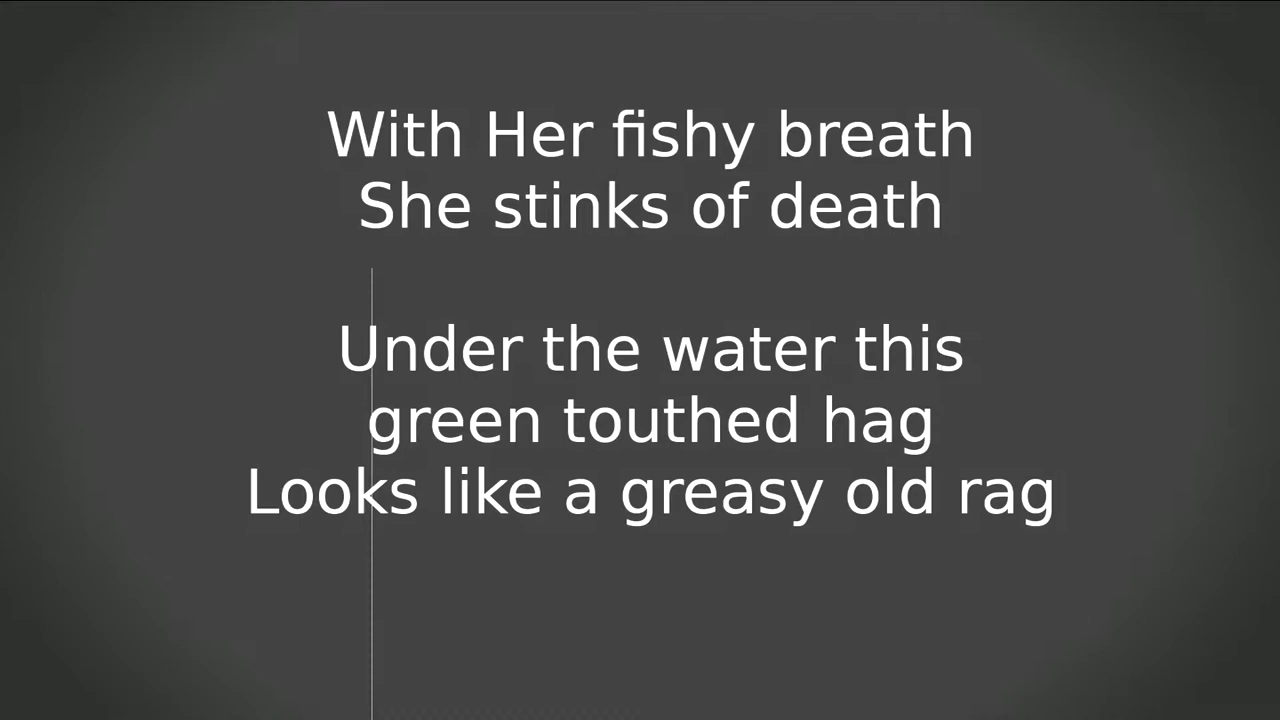 With Her fishy breath
She stinks of death
Under the water this
green touthed hag
Looks like a greasy old rag